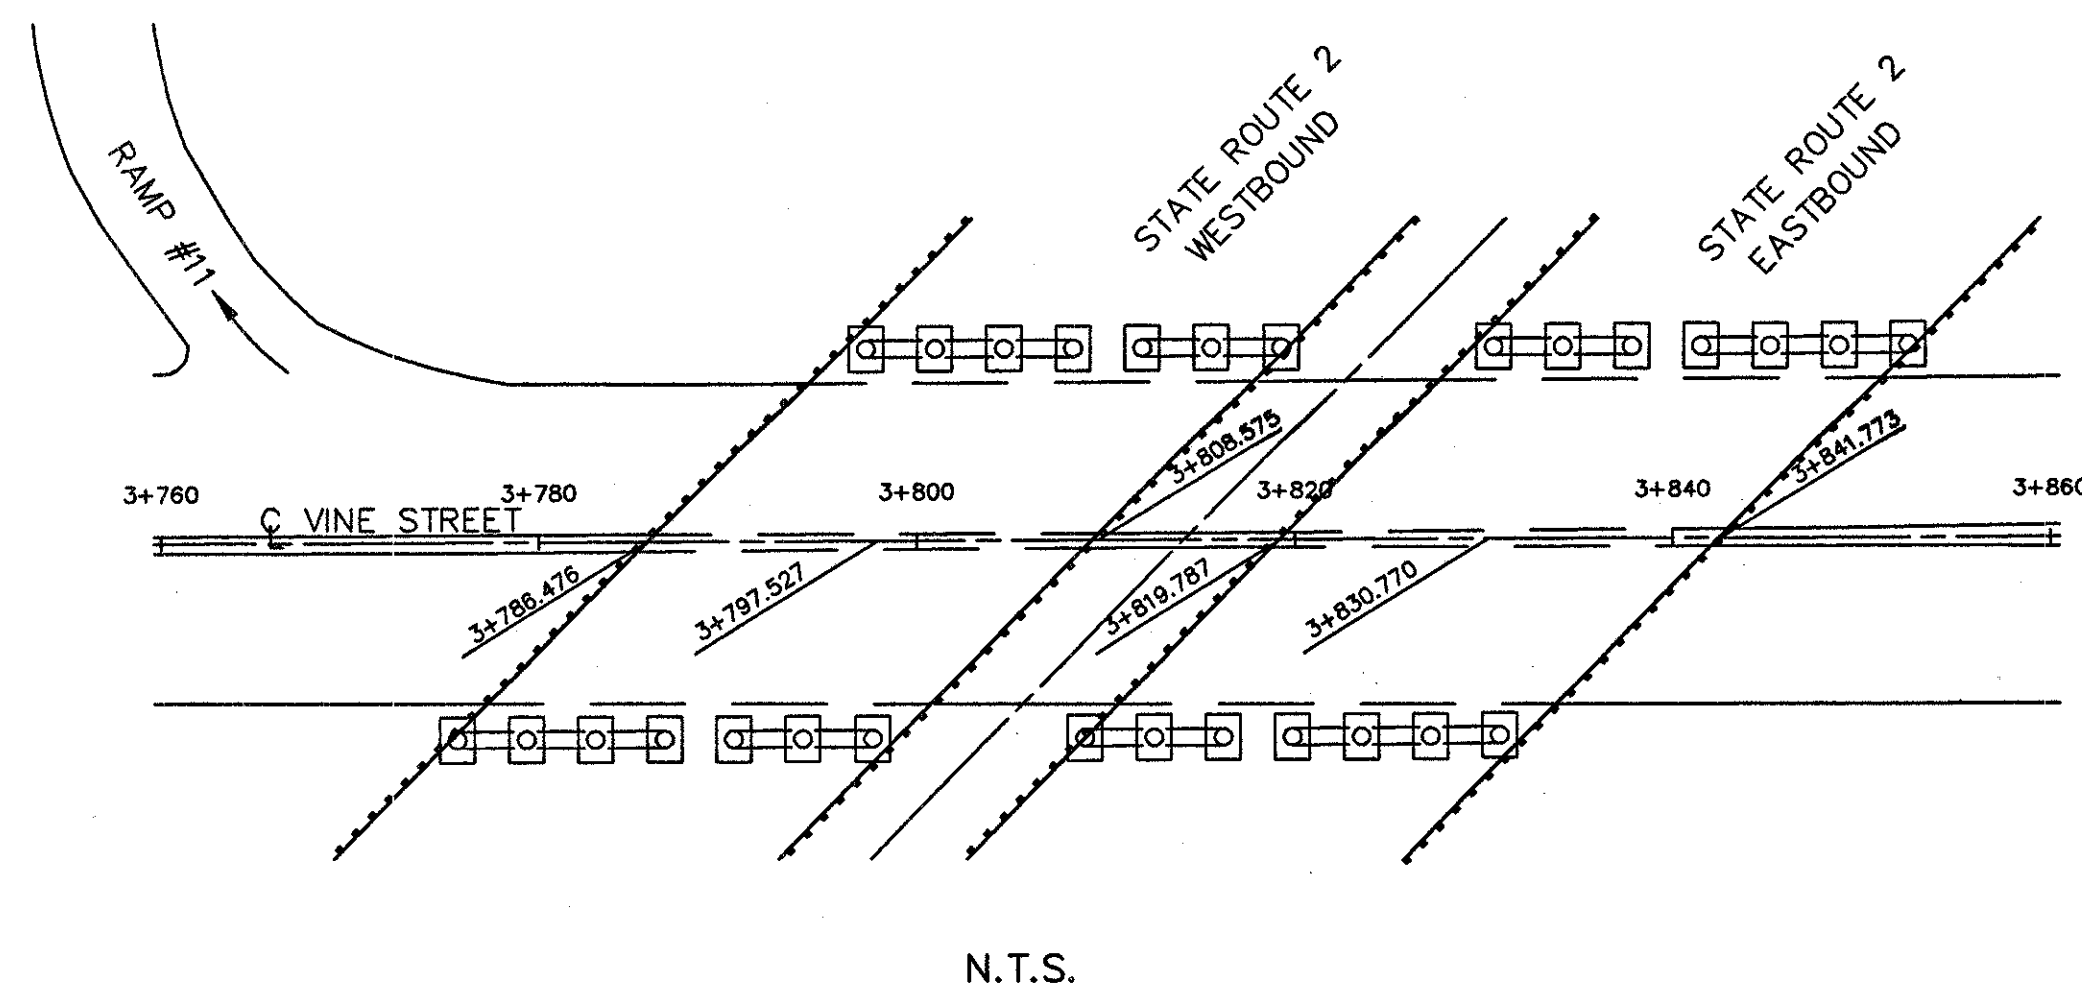 RAMP #11
STATE ROUTE 2
WESTBOUND
STATE ROUTE 2
EASTBOUND
3+808.575
3+841.773
3+760
3+780
3+800
3+820
3+840
3+860
℄ VINE STREET
3+786.476
3+797.527
3+819.787
3+830.770
N.T.S.